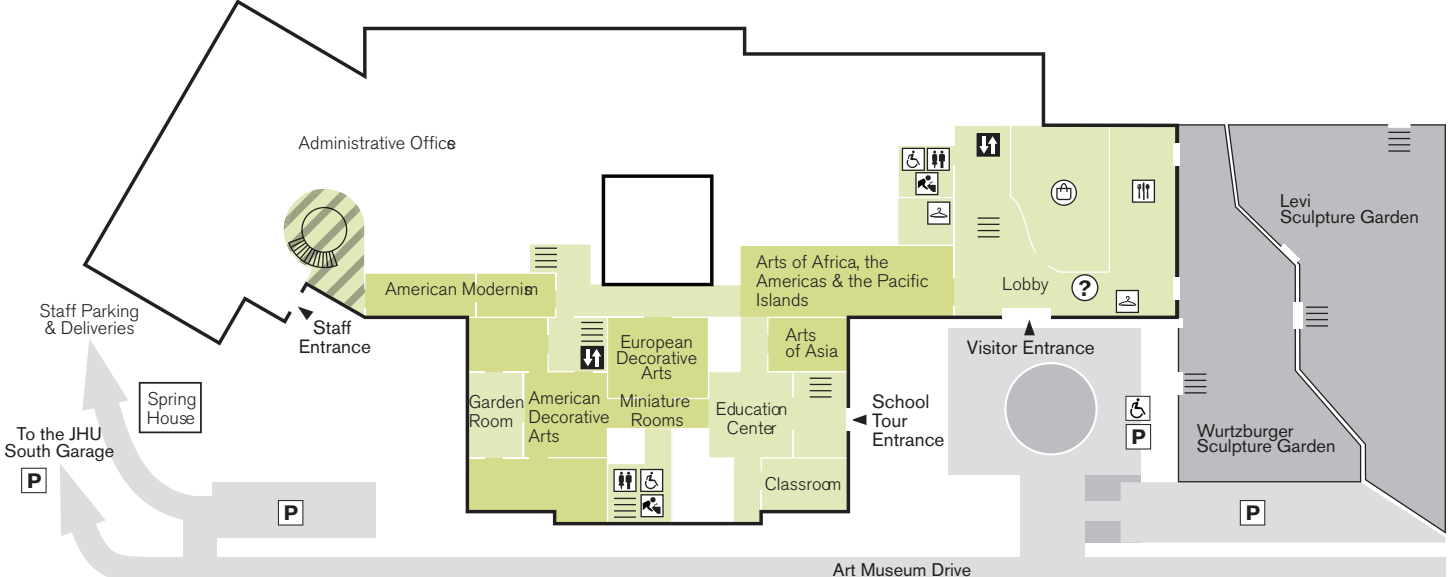 Administrative Offices
Levi
Sculpture Garden
Arts of Africa, the
Americas & the Pacific
Islands
American Modernism
Lobby
?
Staff Parking
& Deliveries
Staff
Entrance
European
Decorative
Arts
Arts
of Asia
Visitor Entrance
Spring
House
Garden
Room
American
Decorative
Arts
Miniature
Rooms
Education
Center
School
Tour
Entrance
To the JHU
South Garage
P
P
Wurtzburger
Sculpture Garden
Classroom
P
P
Art Museum Drive